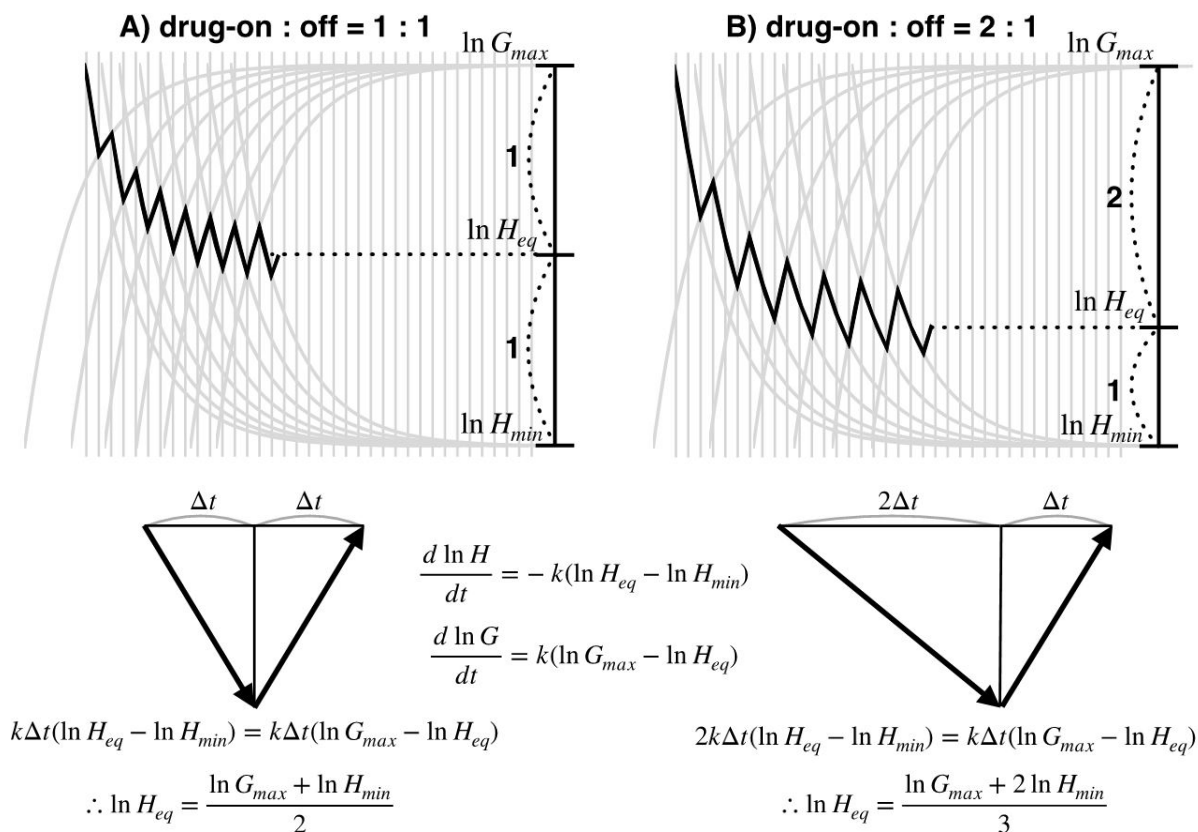 A) drug-on : off = 1 : 1
ln G_max
1
ln H_eq
1
ln H_min
Δt Δt
kΔt(ln H_eq − ln H_min) = kΔt(ln G_max − ln H_eq)
∴ ln H_eq = (ln G_max + ln H_min) / 2
d ln H / dt = − k(ln H_eq − ln H_min)
d ln G / dt = k(ln G_max − ln H_eq)
B) drug-on : off = 2 : 1
ln G_max
2
ln H_eq
1
ln H_min
2Δt Δt
2kΔt(ln H_eq − ln H_min) = kΔt(ln G_max − ln H_eq)
∴ ln H_eq = (ln G_max + 2 ln H_min) / 3